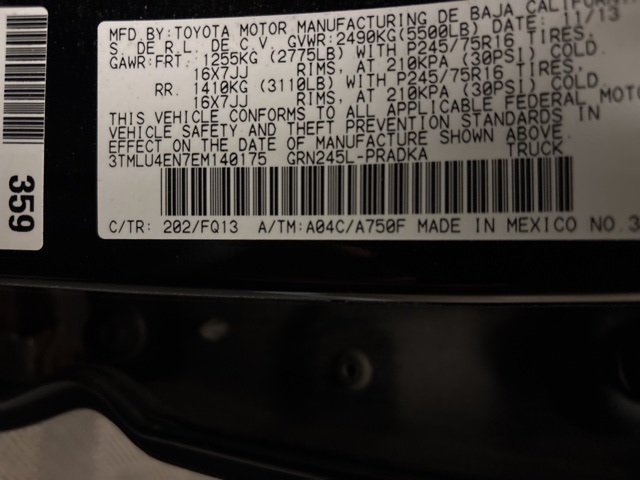 MFD. BY: TOYOTA MOTOR MANUFACTURING DE BAJA CALIFORNIA
S. DE R.L. DE C.V. GVWR: 2490KG(5500LB) DATE: 11/13
GAWR:FRT. 1255KG (2775LB) WITH P245/75R16 TIRES,
16X7JJ RIMS, AT 210KPA (30PSI) COLD.
RR. 1410KG (3110LB) WITH P245/75R16 TIRES,
16X7JJ RIMS, AT 210KPA (30PSI) COLD.
THIS VEHICLE CONFORMS TO ALL APPLICABLE FEDERAL MOTO
VEHICLE SAFETY AND THEFT PREVENTION STANDARDS IN
EFFECT ON THE DATE OF MANUFACTURE SHOWN ABOVE.
3TMLU4EN7EM140175 GRN245L-PRADKA TRUCK
C/TR: 202/FQ13 A/TM:A04C/A750F MADE IN MEXICO NO.3
359